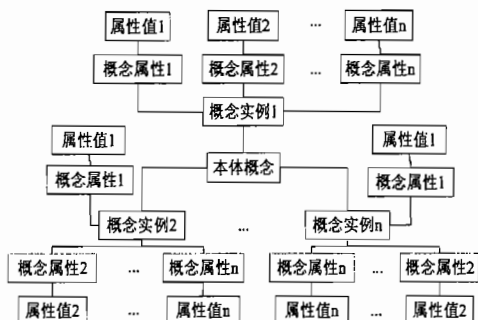 属性值1 属性值2 ... 属性值n
概念属性1 概念属性2 ... 概念属性n
概念实例1
属性值1 属性值1
本体概念
概念属性1 概念属性1
概念实例2 ... 概念实例n
概念属性2 ... 概念属性n 概念属性n ... 概念属性2
属性值2 ... 属性值n 属性值n ... 属性值2